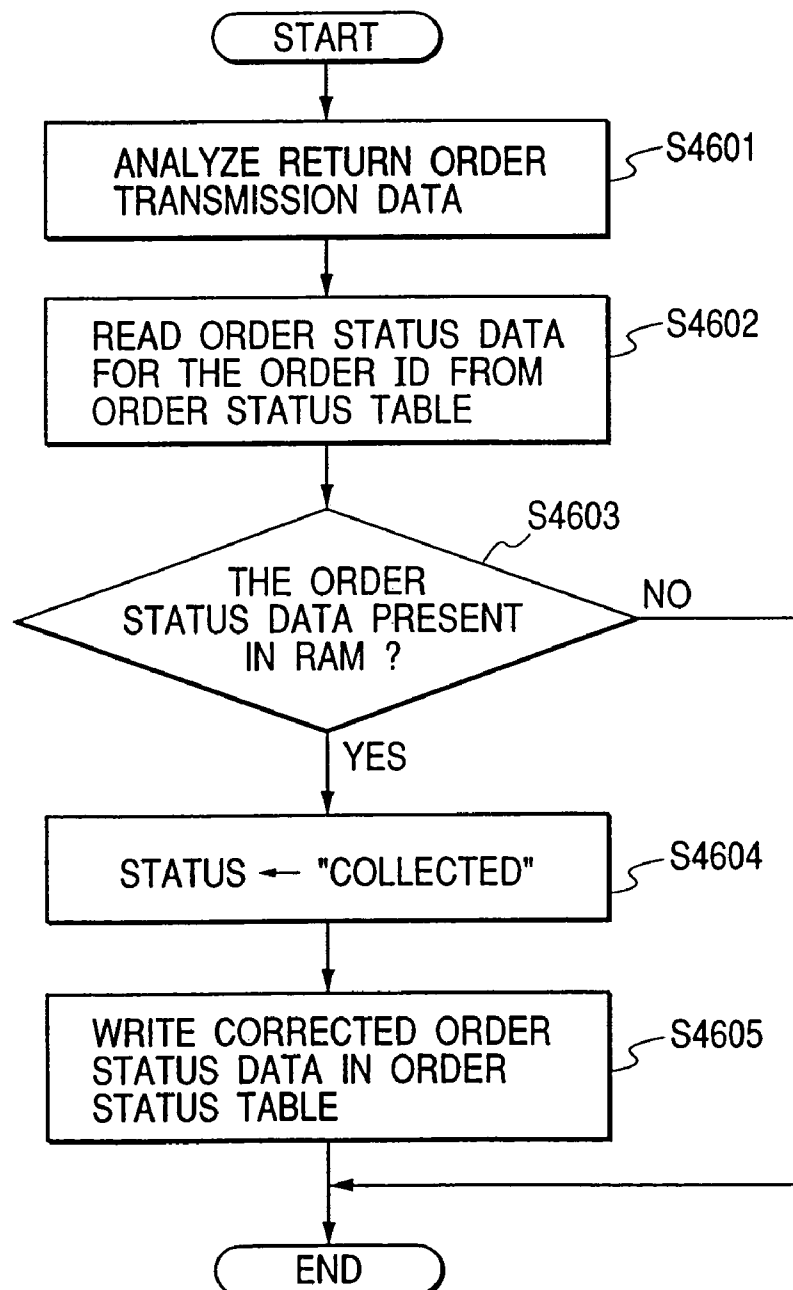 START
ANALYZE RETURN ORDER
TRANSMISSION DATA
S4601
READ ORDER STATUS DATA
FOR THE ORDER ID FROM
ORDER STATUS TABLE
S4602
S4603
THE ORDER
STATUS DATA PRESENT
IN RAM ?
NO
YES
STATUS ← "COLLECTED"
S4604
WRITE CORRECTED ORDER
STATUS DATA IN ORDER
STATUS TABLE
S4605
END